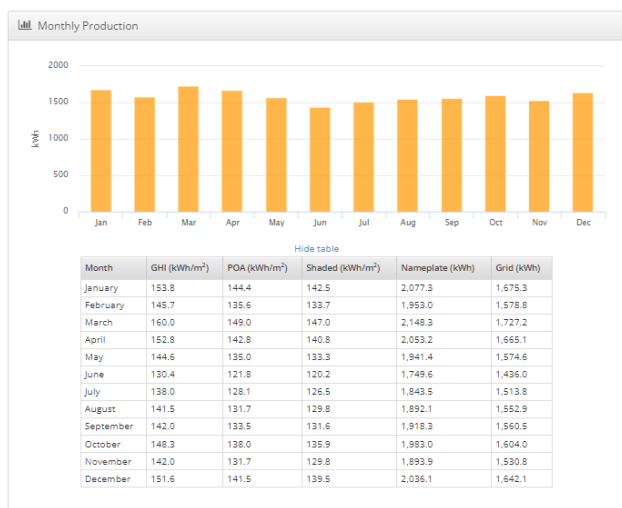 Monthly Production
2000
1500
1000
500
0
kWh
Jan Feb Mar Apr May Jun Jul Aug Sep Oct Nov Dec
Hide table
Month GHI (kWh/m²) POA (kWh/m²) Shaded (kWh/m²) Nameplate (kWh) Grid (kWh)
January 153.8 144.4 142.5 2,077.3 1,675.3
February 145.7 135.6 133.7 1,953.0 1,578.8
March 160.0 149.0 147.0 2,148.3 1,727.2
April 152.8 142.8 140.8 2,053.2 1,665.1
May 144.6 135.0 133.3 1,941.4 1,574.6
June 130.4 121.8 120.2 1,749.6 1,436.0
July 138.0 128.1 126.5 1,843.5 1,513.8
August 141.5 131.7 129.8 1,892.1 1,552.9
September 142.0 133.5 131.6 1,918.3 1,560.5
October 148.3 138.0 135.9 1,983.0 1,604.0
November 142.0 131.7 129.8 1,893.9 1,530.8
December 151.6 141.5 139.5 2,036.1 1,642.1